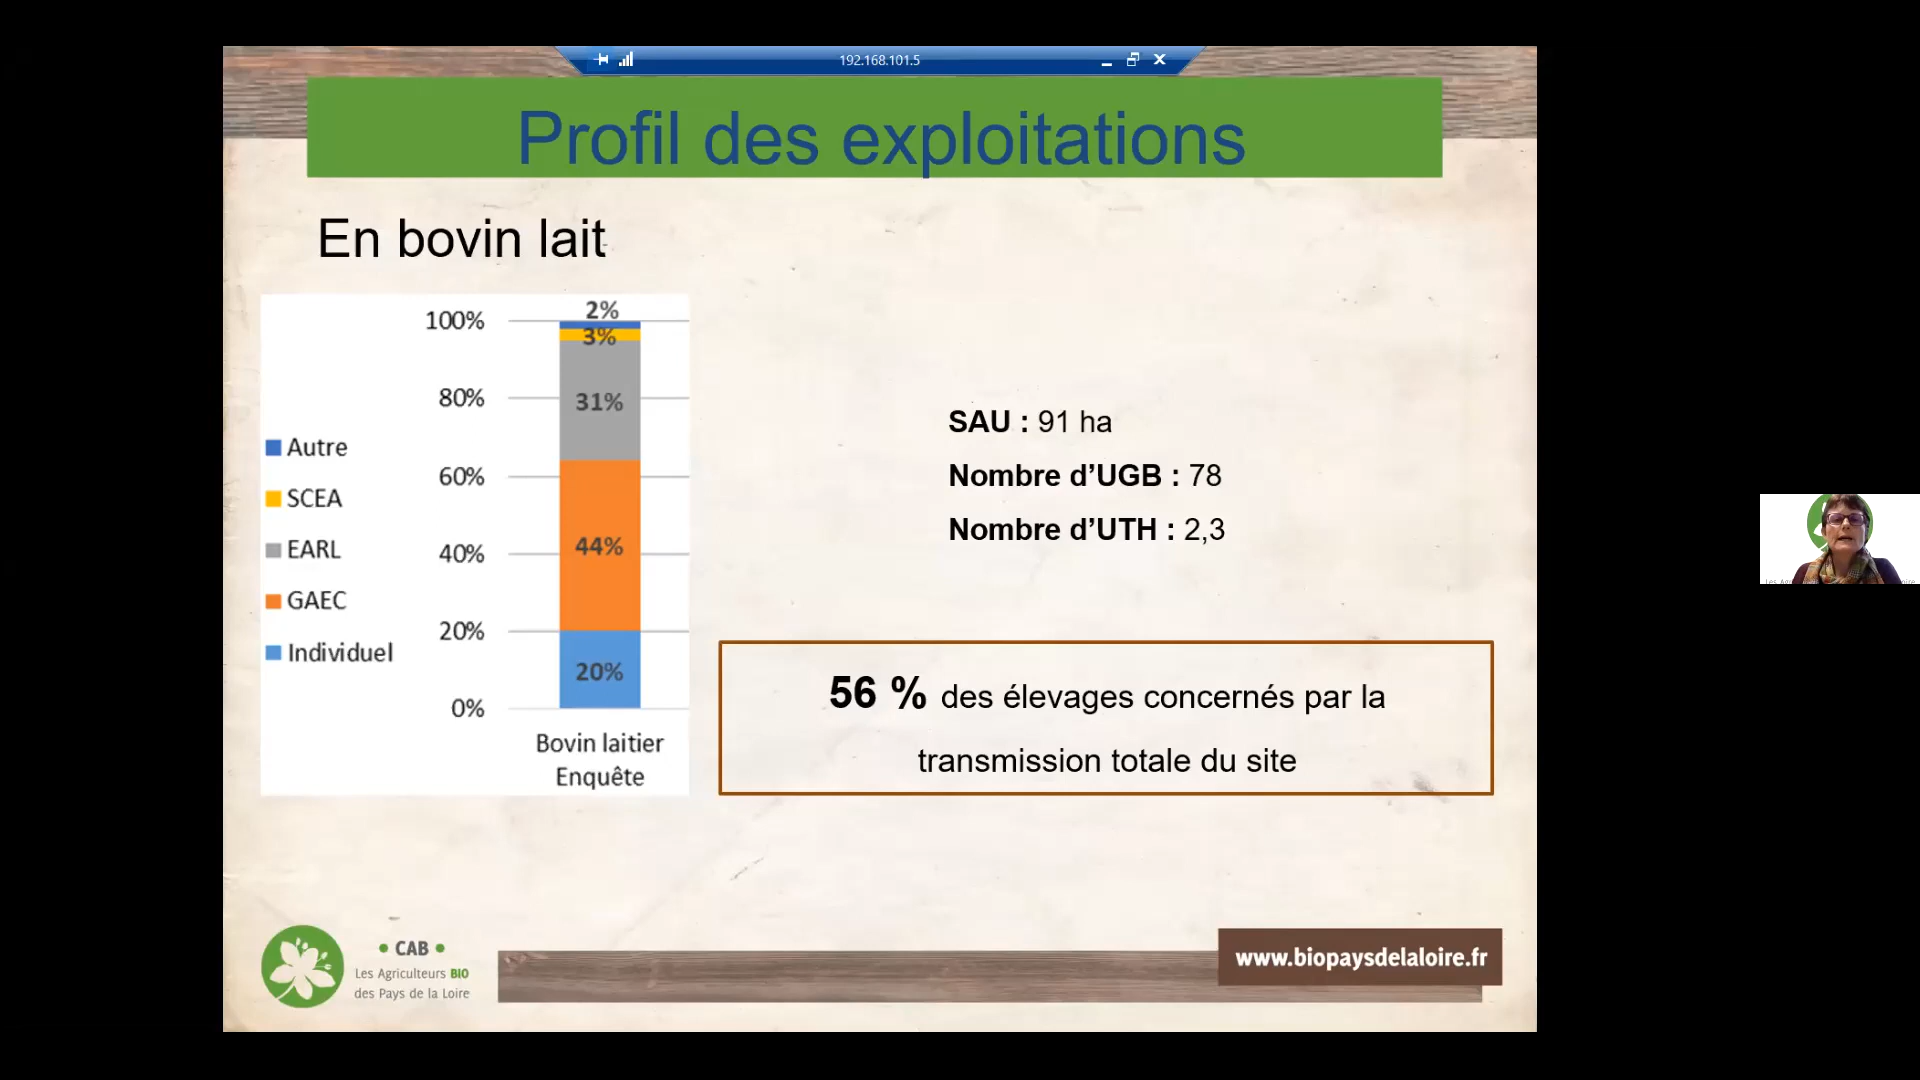 192.168.101.5
Profil des exploitations
En bovin lait
2%
100%
3%
80%
31%
Autre
60%
SCEA
EARL
40%
44%
GAEC
20%
Individuel
20%
0%
Bovin laitier
Enquête
SAU : 91 ha
Nombre d’UGB : 78
Nombre d’UTH : 2,3
56 % des élevages concernés par la
transmission totale du site
• CAB •
Les Agriculteurs BIO
des Pays de la Loire
www.biopaysdelaloire.fr